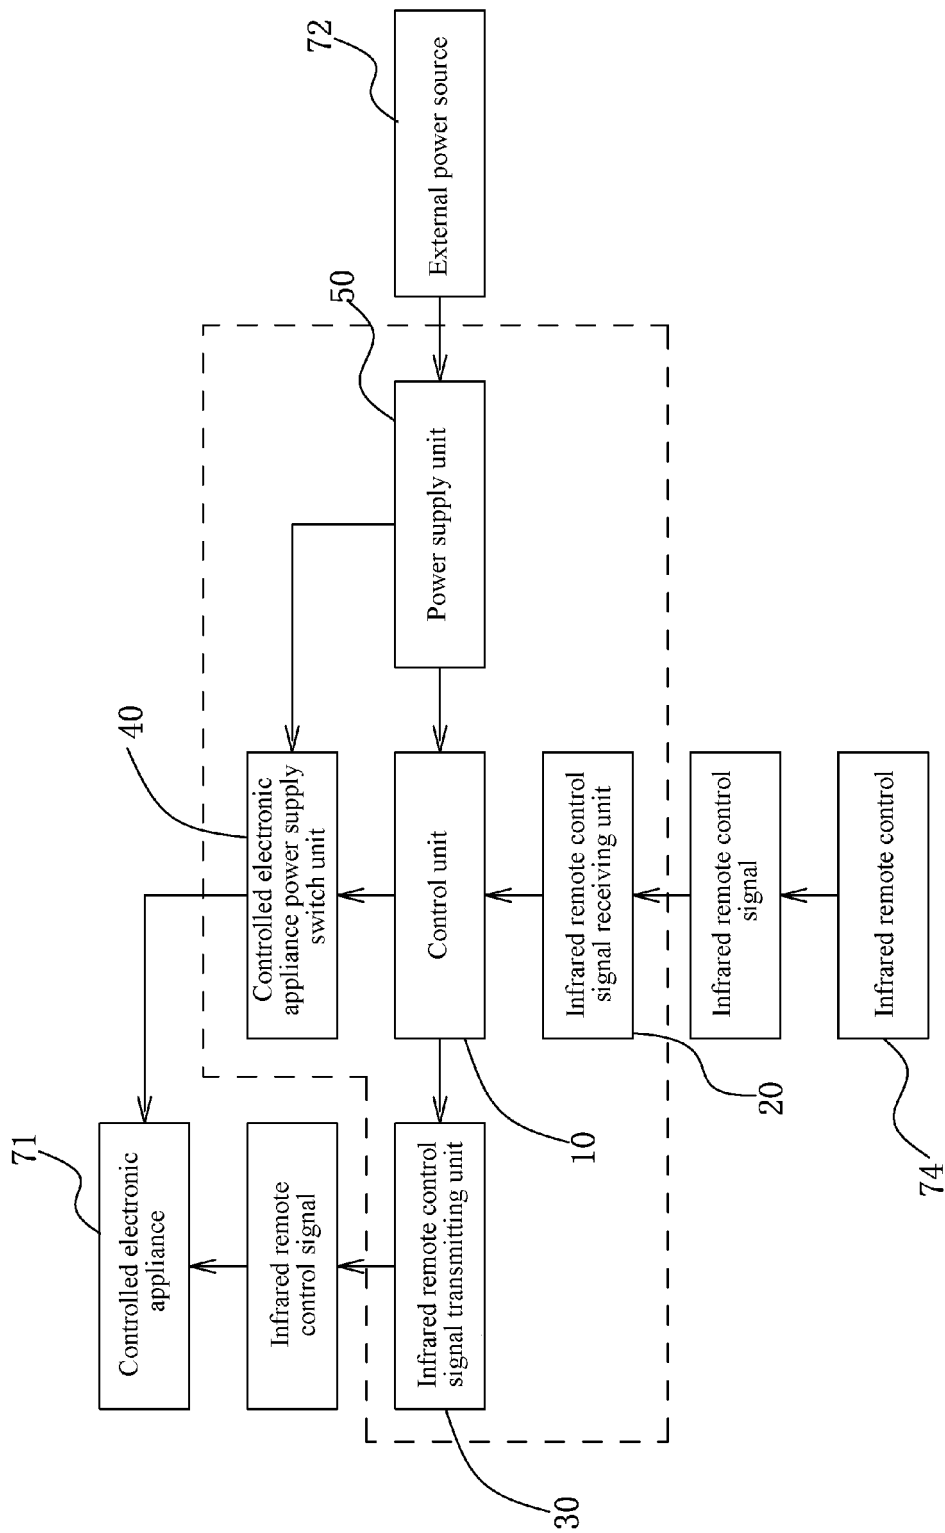 72
External power source
50
Power supply unit
40
Controlled electronic
appliance power supply
switch unit
Control unit
10
Infrared remote control
signal receiving unit
20
Infrared remote control
signal
Infrared remote control
74
71
Controlled electronic
appliance
Infrared remote
control signal
Infrared remote control
signal transmitting unit
30